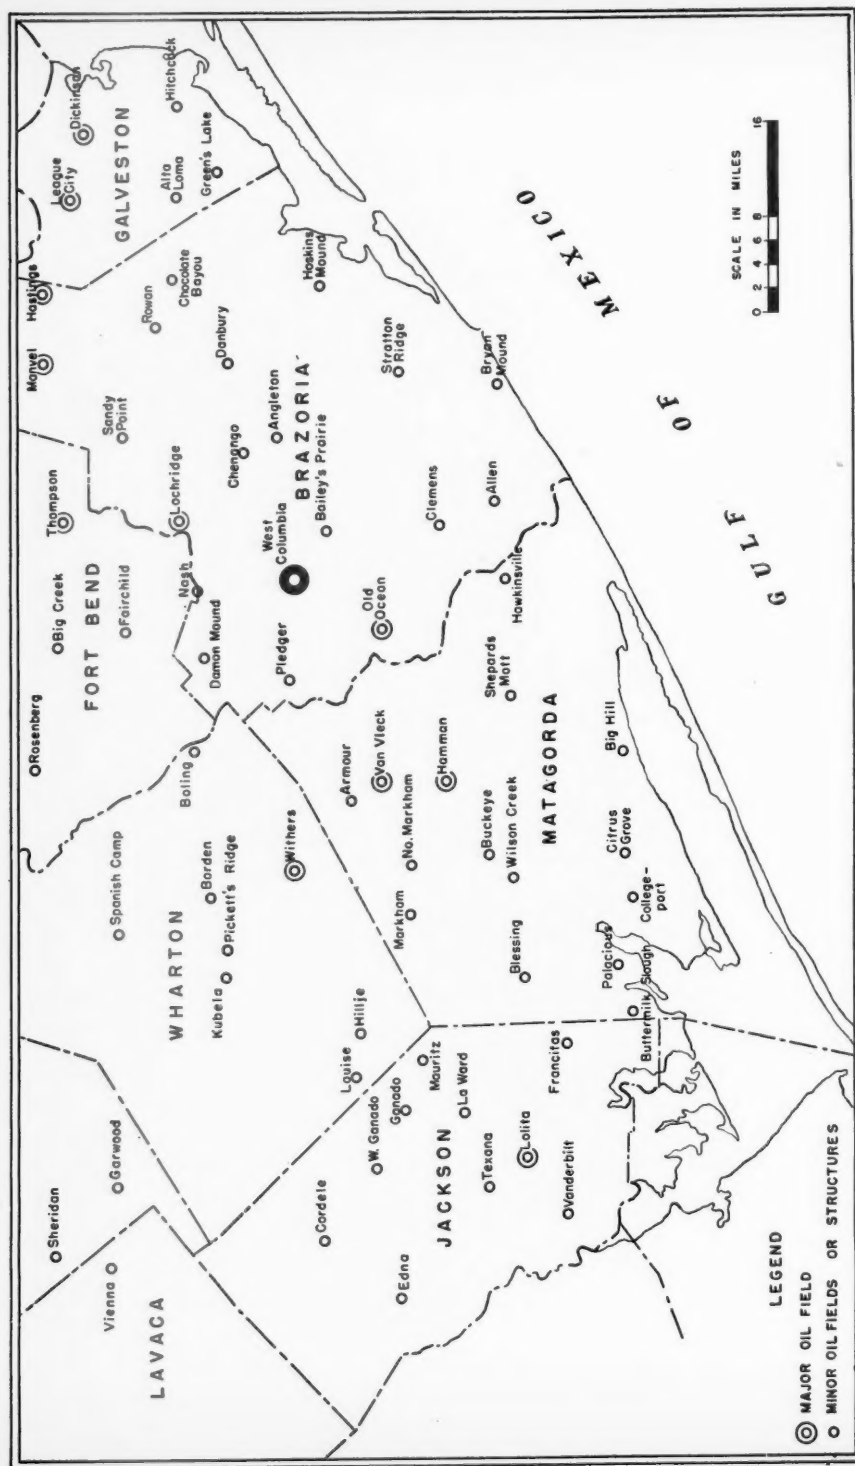 Sheridan
Garwood
Vienna
LAVACA
Rosenberg
Big Creek
Thompson
Manvel
Hastings
League
City
Dickinson
FORT BEND
Fairchild
Sandy
Point
GALVESTON
Hitchcock
Alta
Loma
Green's Lake
Spanish Camp
WHARTON
Boling
Nash
Lochridge
Rowan
Chocolate
Bayou
Damon Mound
Borden
Pickett's Ridge
Kubela
Chenango
Danbury
Withers
Pledger
West
Columbia
Angleton
BRAZORIA
Bailey's Prairie
Hoskins
Mound
Cordele
Louise
Hillje
Armour
Van Vleck
Old
Ocean
Stratton
Ridge
W. Ganado
Ganado
Mauritz
Markham
No. Markham
Hamman
Clemens
Edna
JACKSON
La Ward
Texana
Lolita
Buckeye
Wilson Creek
Blessing
MATAGORDA
Shepards
Mott
Hawkinsville
Allen
Bryan
Mound
Vanderbilt
Francitas
Palacious
Buttermilk Slough
College-
port
Citrus
Grove
Big Hill
GULF OF MEXICO
LEGEND
MAJOR OIL FIELD
MINOR OIL FIELDS OR STRUCTURES
SCALE IN MILES
0 2 4 6 8 16